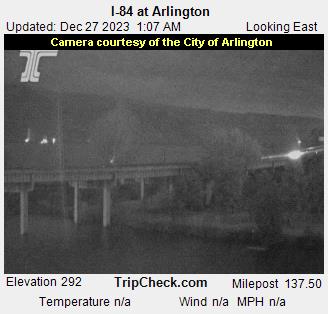 I-84 at Arlington
Updated: Dec 27 2023 1:07 AM Looking East
Camera courtesy of the City of Arlington
Elevation 292 TripCheck.com Milepost 137.50
Temperature n/a Wind n/a MPH n/a